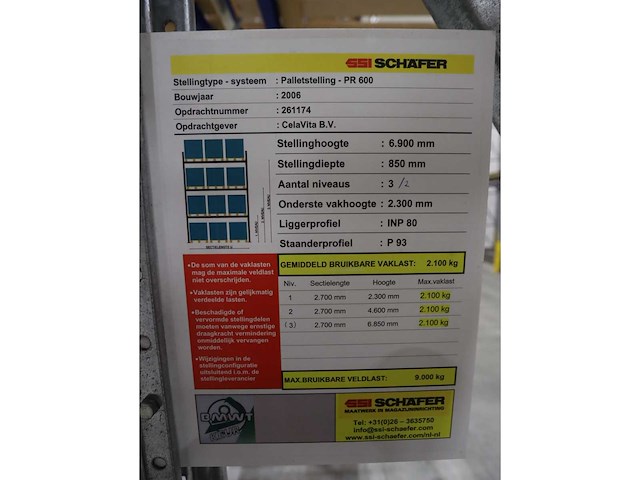 SSI SCHÄFER
Stellingtype - systeem : Palletstelling - PR 600
Bouwjaar : 2006
Opdrachtnummer : 261174
Opdrachtgever : CelaVita B.V.
Stellinghoogte : 6.900 mm
Stellingdiepte : 850 mm
Aantal niveaus : 3 /2
Onderste vakhoogte : 2.300 mm
Liggerprofiel : INP 80
Staanderprofiel : P 93
GEMIDDELD BRUIKBARE VAKLAST: 2.100 kg
Niv. Sectielengte Hoogte Max.vaklast
1 2.700 mm 2.300 mm 2.100 kg
2 2.700 mm 4.600 mm 2.100 kg
(3) 2.700 mm 6.650 mm 2.100 kg
MAX.BRUIKBARE VELDLAST: 9.000 kg
•De som van de vaklasten
mag de maximale veldlast
niet overschrijden.
•Vaklasten zijn gelijkmatig
verdeelde lasten.
•Beschadigde of
vervormde stellingdelen
moeten vanwege ernstige
draagkracht vermindering
onmiddelijk vervangen
worden.
•Wijzigingen in de
stellingconfiguratie
uitsluitend i.o.m. de
stellingleverancier
BMWT
SSI SCHÄFER
MAATWERK IN MAGAZIJNINRICHTING
Tel; +31(0)26 - 3635750
info@ssi-schaefer.com
www.ssi-schaefer.com/nl-nl